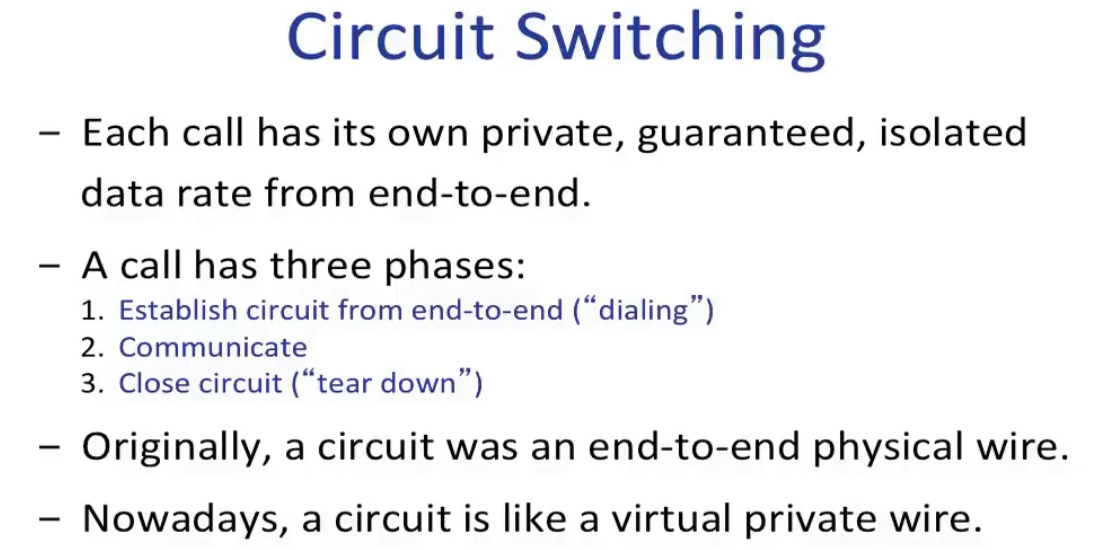 Circuit Switching
– Each call has its own private, guaranteed, isolated
data rate from end-to-end.
– A call has three phases:
1. Establish circuit from end-to-end (“dialing”)
2. Communicate
3. Close circuit (“tear down”)
– Originally, a circuit was an end-to-end physical wire.
– Nowadays, a circuit is like a virtual private wire.